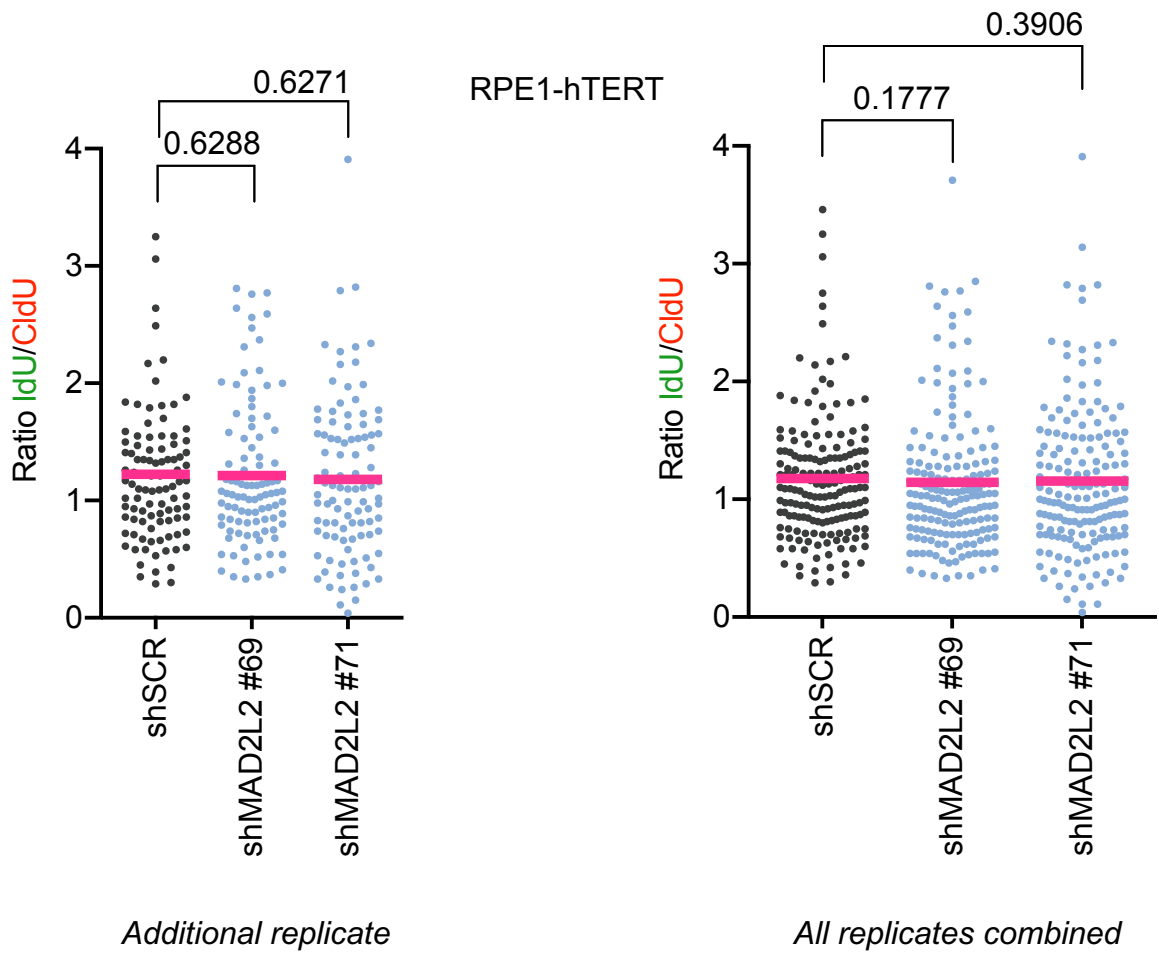 0.3906
0.6271
RPE1-hTERT
0.1777
0.6288
4
3
2
1
0
Ratio IdU/CldU
shSCR
shMAD2L2 #69
shMAD2L2 #71
Additional replicate
4
3
2
1
0
Ratio IdU/CldU
shSCR
shMAD2L2 #69
shMAD2L2 #71
All replicates combined